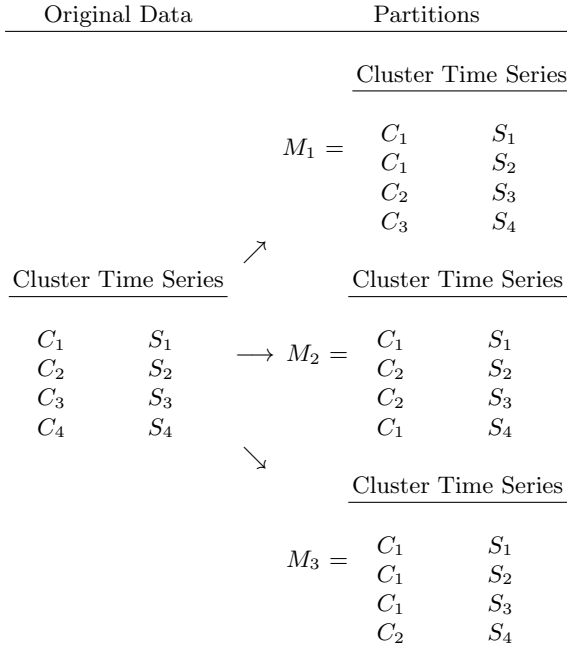 Original Data Partitions
Cluster Time Series
C₁ S₁
M₁ = C₁ S₂
C₂ S₃
C₃ S₄
↗
Cluster Time Series Cluster Time Series
C₁ S₁ C₁ S₁
C₂ S₂ ⟶ M₂ = C₂ S₂
C₃ S₃ C₂ S₃
C₄ S₄ C₁ S₄
↘
Cluster Time Series
C₁ S₁
M₃ = C₁ S₂
C₁ S₃
C₂ S₄